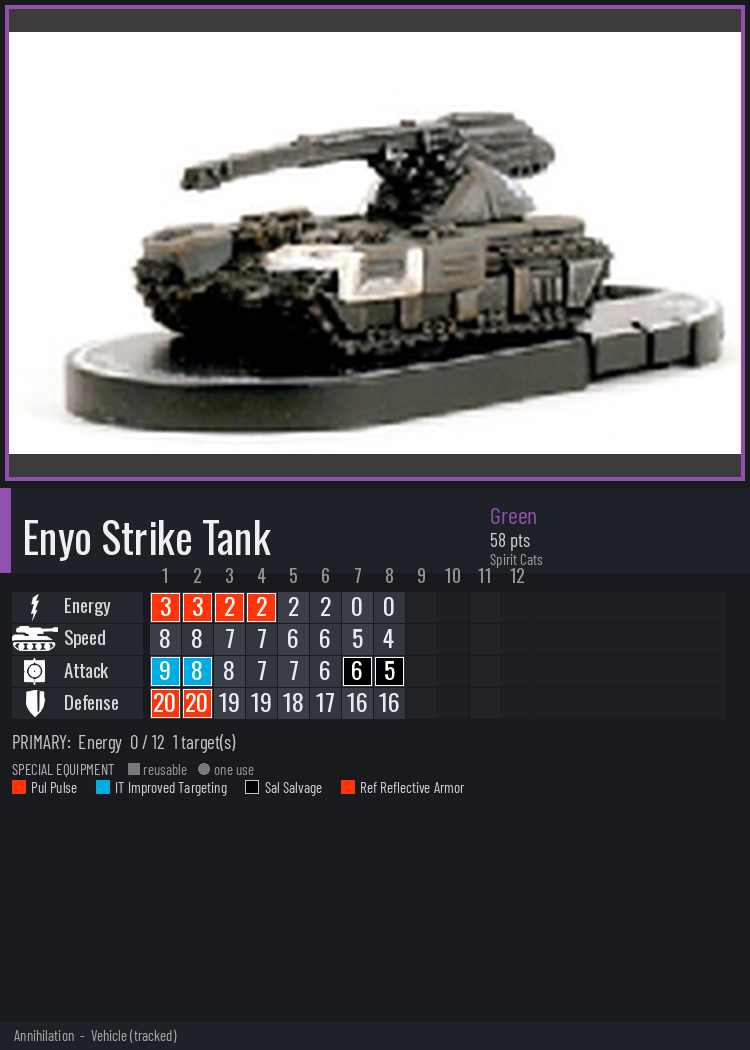 Enyo Strike Tank
Green
58 pts
Spirit Cats
1 2 3 4 5 6 7 8 9 10 11 12
Energy 3 3 2 2 2 2 0 0
Speed 8 8 7 7 6 6 5 4
Attack 9 8 8 7 7 6 6 5
Defense 20 20 19 19 18 17 16 16
PRIMARY: Energy 0 / 12 1 target(s)
SPECIAL EQUIPMENT reusable one use
Pul Pulse IT Improved Targeting Sal Salvage Ref Reflective Armor
Annihilation - Vehicle (tracked)